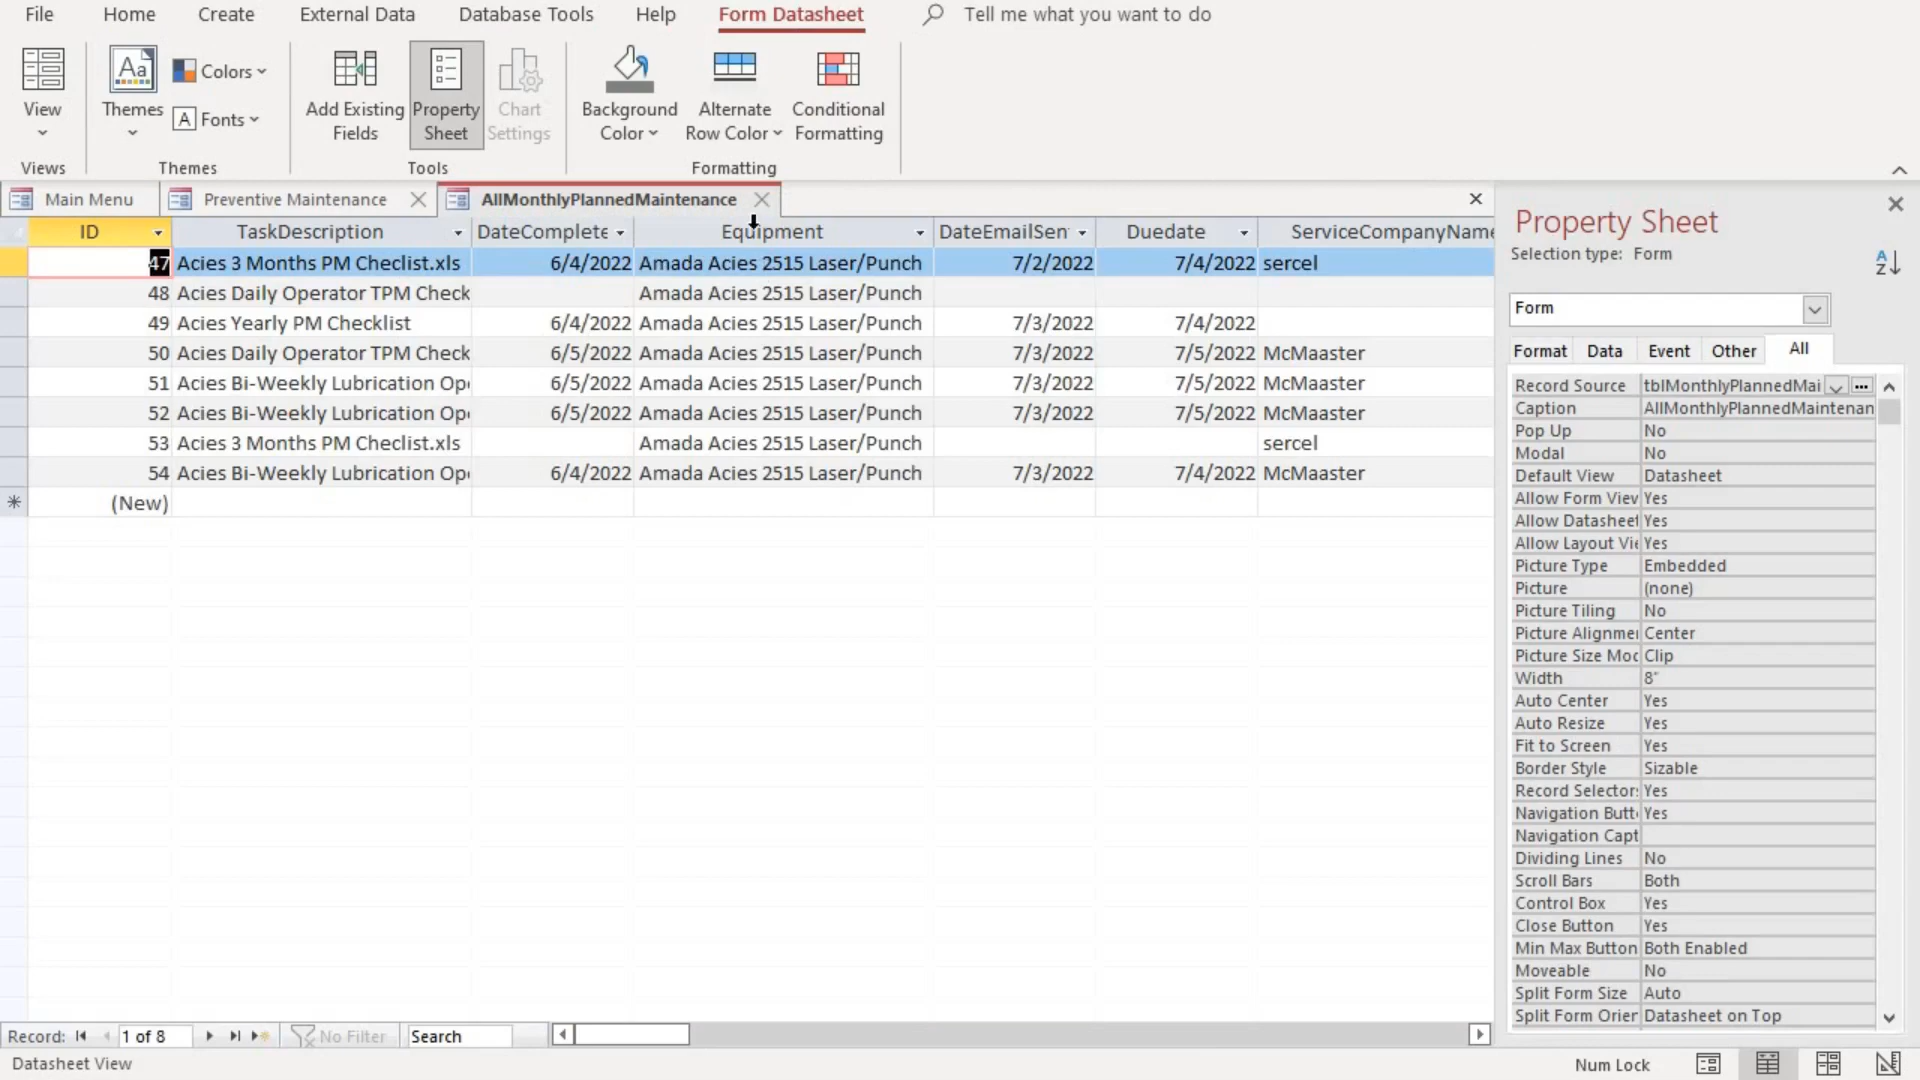 File Home Create External Data Database Tools Help Form Datasheet Tell me what you want to do
View
Aa
Themes
Colors
A Fonts
Add Existing Fields
Property Sheet
Chart Settings
Background Color
Alternate Row Color
Conditional Formatting
Views Themes Tools Formatting
Main Menu Preventive Maintenance AllMonthlyPlannedMaintenance
ID TaskDescription DateComplete Equipment DateEmailSen Duedate ServiceCompanyName
47 Acies 3 Months PM Checlist.xls 6/4/2022 Amada Acies 2515 Laser/Punch 7/2/2022 7/4/2022 sercel
48 Acies Daily Operator TPM Check Amada Acies 2515 Laser/Punch
49 Acies Yearly PM Checklist 6/4/2022 Amada Acies 2515 Laser/Punch 7/3/2022 7/4/2022
50 Acies Daily Operator TPM Check 6/5/2022 Amada Acies 2515 Laser/Punch 7/3/2022 7/5/2022 McMaaster
51 Acies Bi-Weekly Lubrication Ope 6/5/2022 Amada Acies 2515 Laser/Punch 7/3/2022 7/5/2022 McMaaster
52 Acies Bi-Weekly Lubrication Ope 6/5/2022 Amada Acies 2515 Laser/Punch 7/3/2022 7/5/2022 McMaaster
53 Acies 3 Months PM Checlist.xls Amada Acies 2515 Laser/Punch sercel
54 Acies Bi-Weekly Lubrication Ope 6/4/2022 Amada Acies 2515 Laser/Punch 7/3/2022 7/4/2022 McMaaster
(New)
Property Sheet
Selection type: Form
A
Z
Form
Format Data Event Other All
Record Source tblMonthlyPlannedMai
Caption AllMonthlyPlannedMaintenan
Pop Up No
Modal No
Default View Datasheet
Allow Form View Yes
Allow Datasheet Yes
Allow Layout Vie Yes
Picture Type Embedded
Picture (none)
Picture Tiling No
Picture Alignmen Center
Picture Size Mod Clip
Width 8"
Auto Center Yes
Auto Resize Yes
Fit to Screen Yes
Border Style Sizable
Record Selectors Yes
Navigation Butto Yes
Navigation Capt
Dividing Lines No
Scroll Bars Both
Control Box Yes
Close Button Yes
Min Max Button Both Enabled
Moveable No
Split Form Size Auto
Split Form Orien Datasheet on Top
Record: 1 of 8 No Filter Search
Datasheet View Num Lock